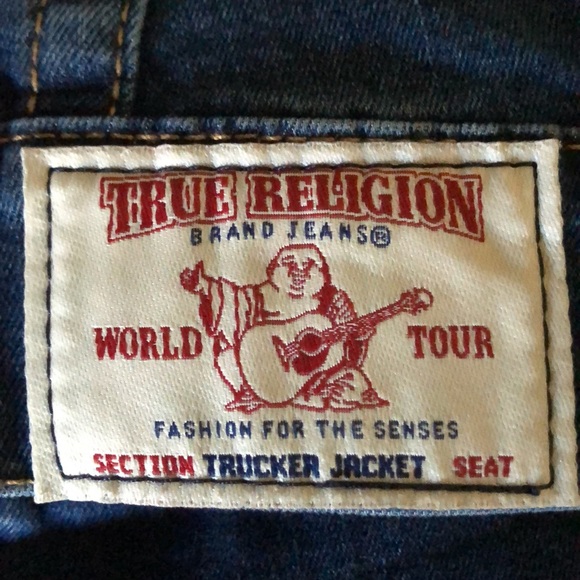 TRUE RELIGION
BRAND JEANS®
WORLD TOUR
FASHION FOR THE SENSES
SECTION TRUCKER JACKET SEAT